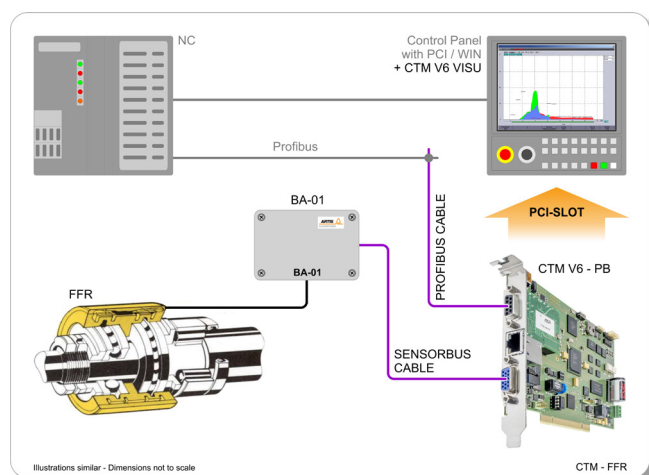 NC
Control Panel
with PCI / WIN
+ CTM V6 VISU
Profibus
BA-01
ARTIS
BA-01
PROFIBUS CABLE
PCI-SLOT
CTM V6 - PB
FFR
SENSORBUS
CABLE
Illustrations similar - Dimensions not to scale
CTM - FFR